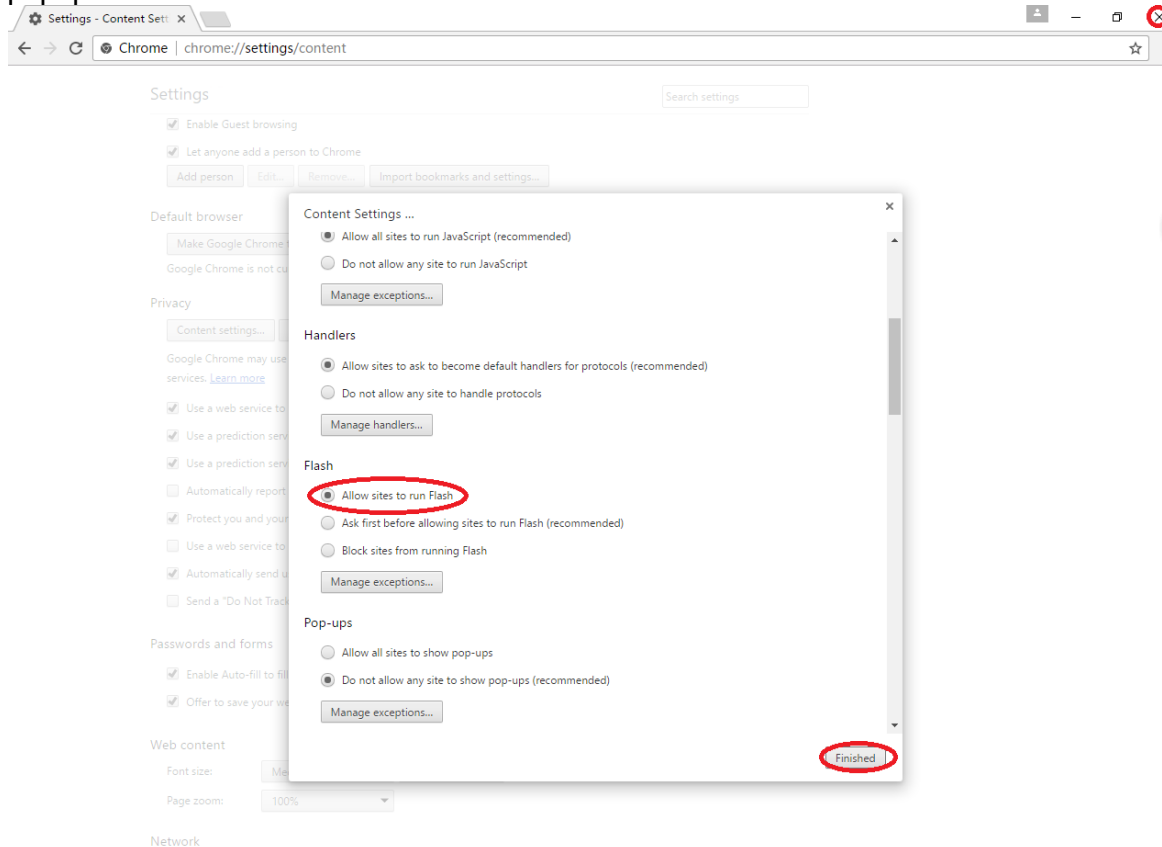 Settings - Content Sett
Chrome | chrome://settings/content
Settings
Search settings
Enable Guest browsing
Let anyone add a person to Chrome
Add person Edit... Remove... Import bookmarks and settings...
Default browser
Make Google Chrome
Google Chrome is not cu
Privacy
Content settings...
Google Chrome may use
services. Learn more
Use a web service to
Use a prediction serv
Use a prediction serv
Automatically report
Protect you and your
Use a web service to
Automatically send u
Send a "Do Not Track
Passwords and forms
Enable Auto-fill to fill
Offer to save your we
Web content
Font size: Me
Page zoom: 100%
Network
Content Settings ...
Allow all sites to run JavaScript (recommended)
Do not allow any site to run JavaScript
Manage exceptions...
Handlers
Allow sites to ask to become default handlers for protocols (recommended)
Do not allow any site to handle protocols
Manage handlers...
Flash
Allow sites to run Flash
Ask first before allowing sites to run Flash (recommended)
Block sites from running Flash
Manage exceptions...
Pop-ups
Allow all sites to show pop-ups
Do not allow any site to show pop-ups (recommended)
Manage exceptions...
Finished